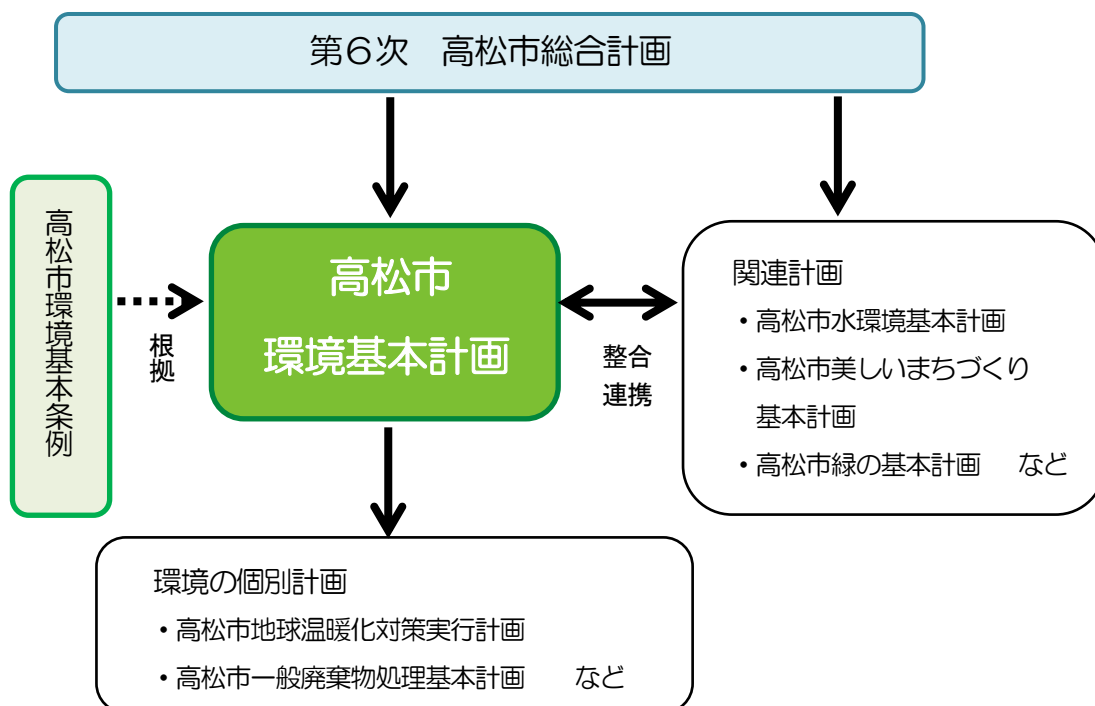 第６次　高松市総合計画
高松市環境基本条例
根拠
高松市
環境基本計画
整合
連携
関連計画
・高松市水環境基本計画
・高松市美しいまちづくり
基本計画
・高松市緑の基本計画　など
環境の個別計画
・高松市地球温暖化対策実行計画
・高松市一般廃棄物処理基本計画　など